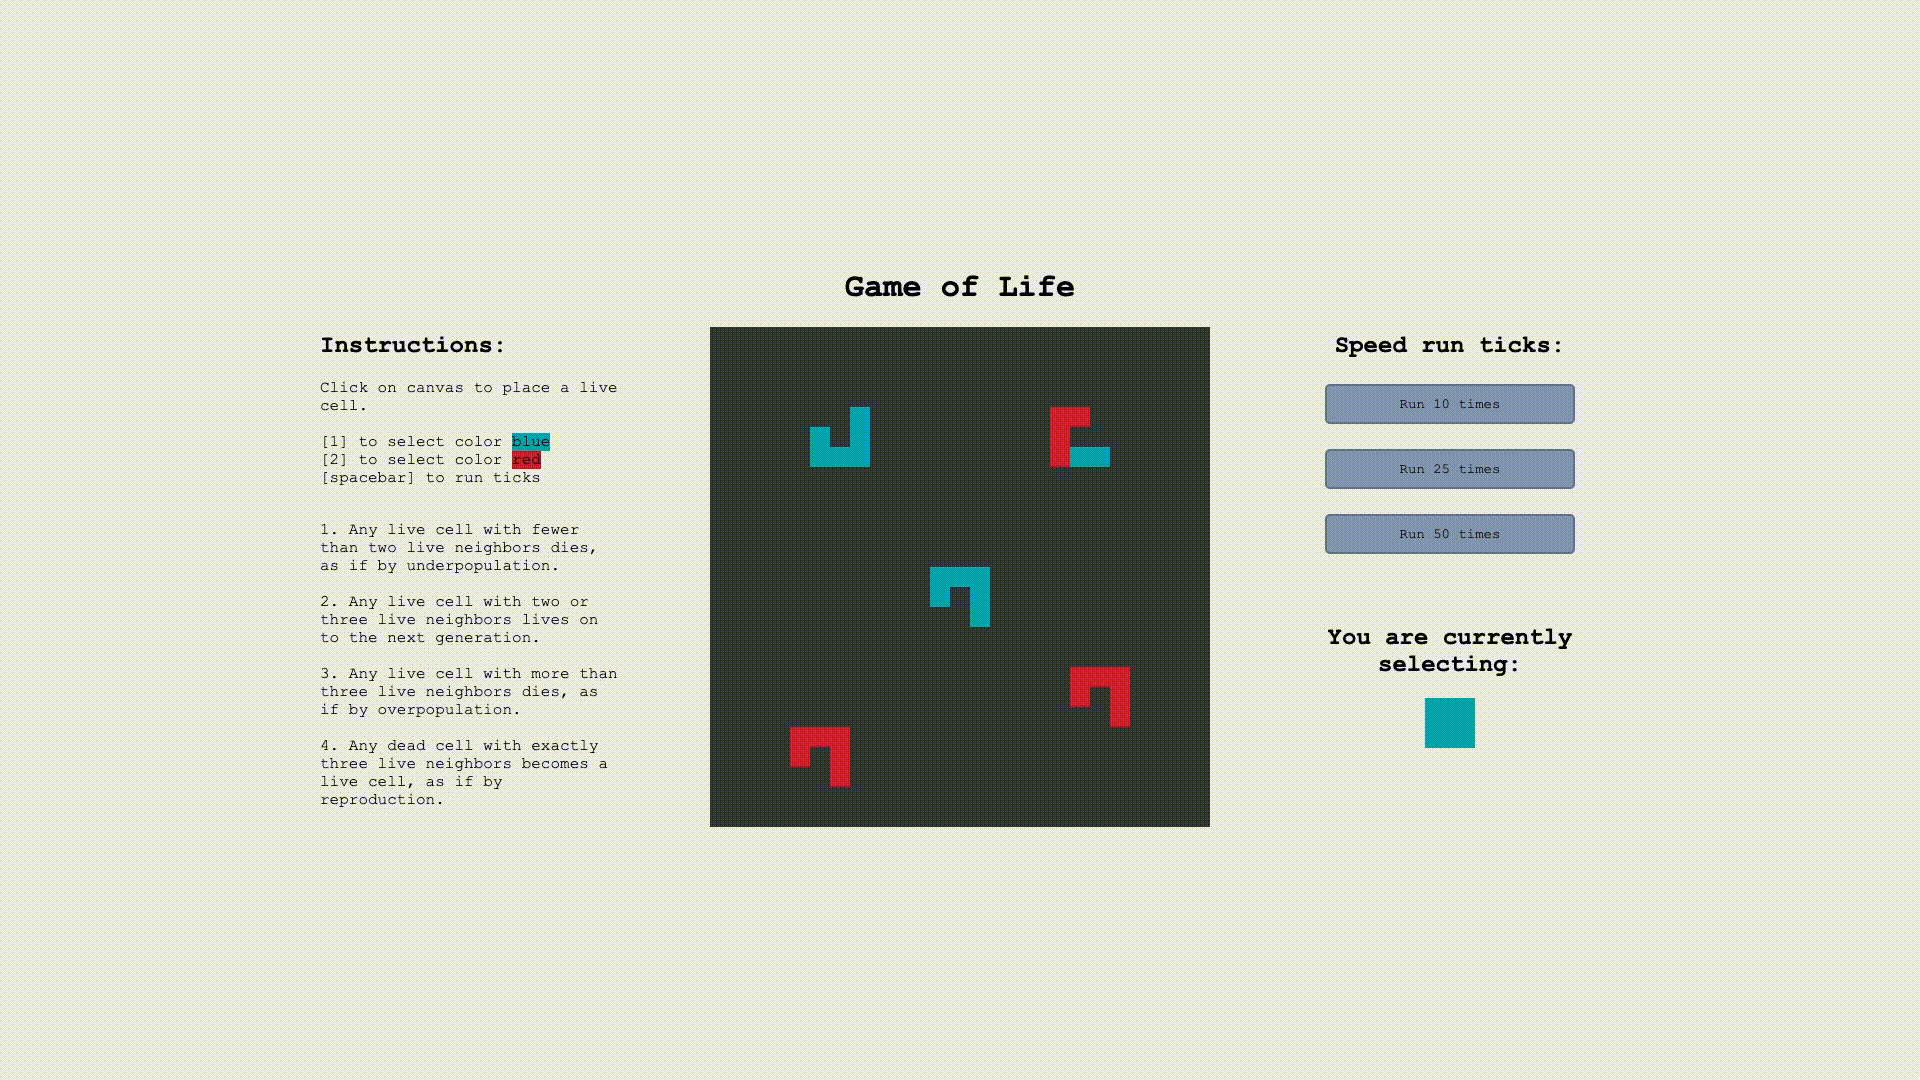 Game of Life
Instructions:
Click on canvas to place a live
cell.
[1] to select color blue
[2] to select color red
[spacebar] to run ticks
1. Any live cell with fewer
than two live neighbors dies,
as if by underpopulation.
2. Any live cell with two or
three live neighbors lives on
to the next generation.
3. Any live cell with more than
three live neighbors dies, as
if by overpopulation.
4. Any dead cell with exactly
three live neighbors becomes a
live cell, as if by
reproduction.
Speed run ticks:
Run 10 times
Run 25 times
Run 50 times
You are currently
selecting: